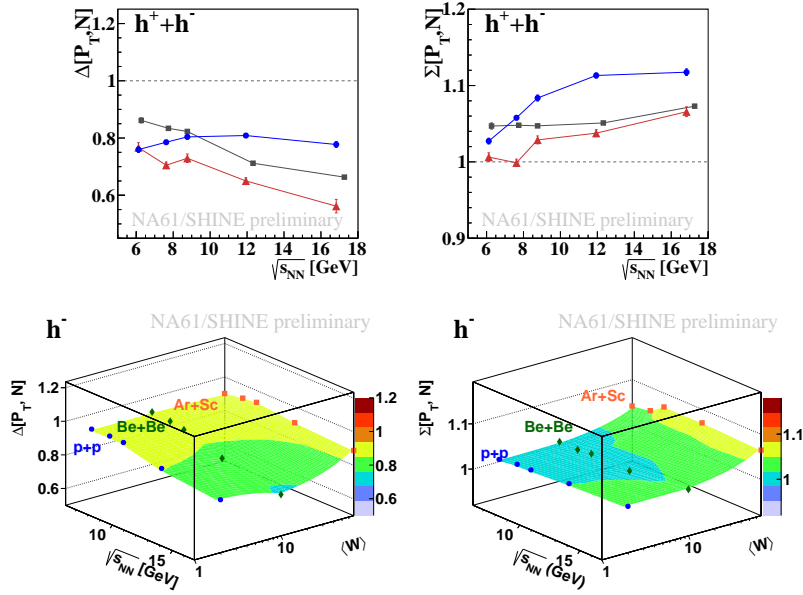 h⁺+h⁻
Δ[P_T,N]
1
0.8
0.6
NA61/SHINE preliminary
6 8 10 12 14 16 18
√s_NN [GeV]
h⁺+h⁻
Σ[P_T,N]
1.2
1.1
1
0.9
NA61/SHINE preliminary
6 8 10 12 14 16 18
√s_NN [GeV]
h⁻
NA61/SHINE preliminary
Δ[P_T, N]
1.2
1
0.8
0.6
Ar+Sc
Be+Be
p+p
1.2
1
0.8
0.6
10
15
√s_NN [GeV]
1
10
⟨W⟩
h⁻
NA61/SHINE preliminary
Σ[P_T, N]
1.1
1
Ar+Sc
Be+Be
p+p
1.1
1
10
15
√s_NN (GeV)
1
10
⟨W⟩